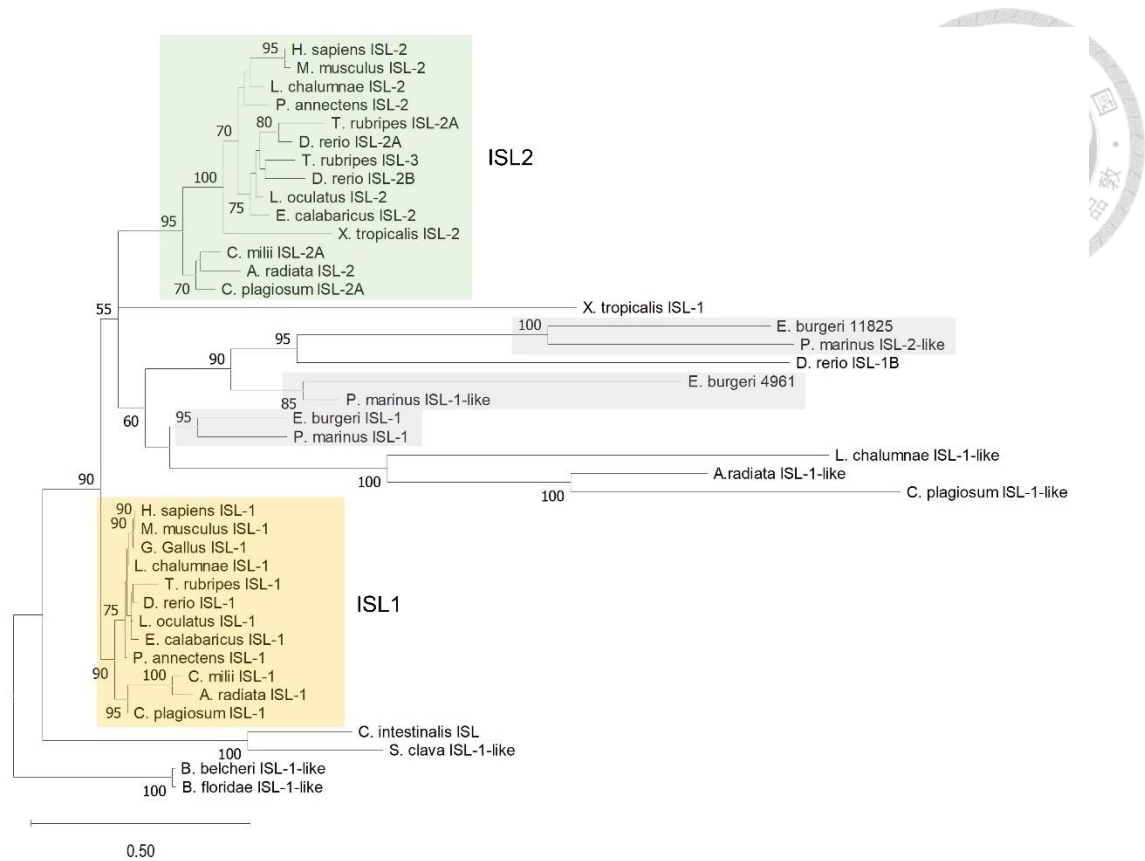 95 H. sapiens ISL-2
M. musculus ISL-2
L. chalumnae ISL-2
P. annectens ISL-2
70 80 T. rubripes ISL-2A
D. rerio ISL-2A
T. rubripes ISL-3
ISL2
100 D. rerio ISL-2B
L. oculatus ISL-2
75 E. calabaricus ISL-2
95 X. tropicalis ISL-2
C. milii ISL-2A
A. radiata ISL-2
70 C. plagiosum ISL-2A
55 X. tropicalis ISL-1
100 E. burgeri 11825
95 P. marinus ISL-2-like
90 D. rerio ISL-1B
E. burgeri 4961
85 P. marinus ISL-1-like
60 95 E. burgeri ISL-1
P. marinus ISL-1
L. chalumnae ISL-1-like
100 A.radiata ISL-1-like
90 100 C. plagiosum ISL-1-like
90 H. sapiens ISL-1
90 M. musculus ISL-1
G. Gallus ISL-1
L. chalumnae ISL-1
T. rubripes ISL-1
75 D. rerio ISL-1
ISL1
L. oculatus ISL-1
E. calabaricus ISL-1
P. annectens ISL-1
90 100 C. milii ISL-1
A. radiata ISL-1
95 C. plagiosum ISL-1
C. intestinalis ISL
100 S. clava ISL-1-like
B. belcheri ISL-1-like
100 B. floridae ISL-1-like
0.50
國
品敦